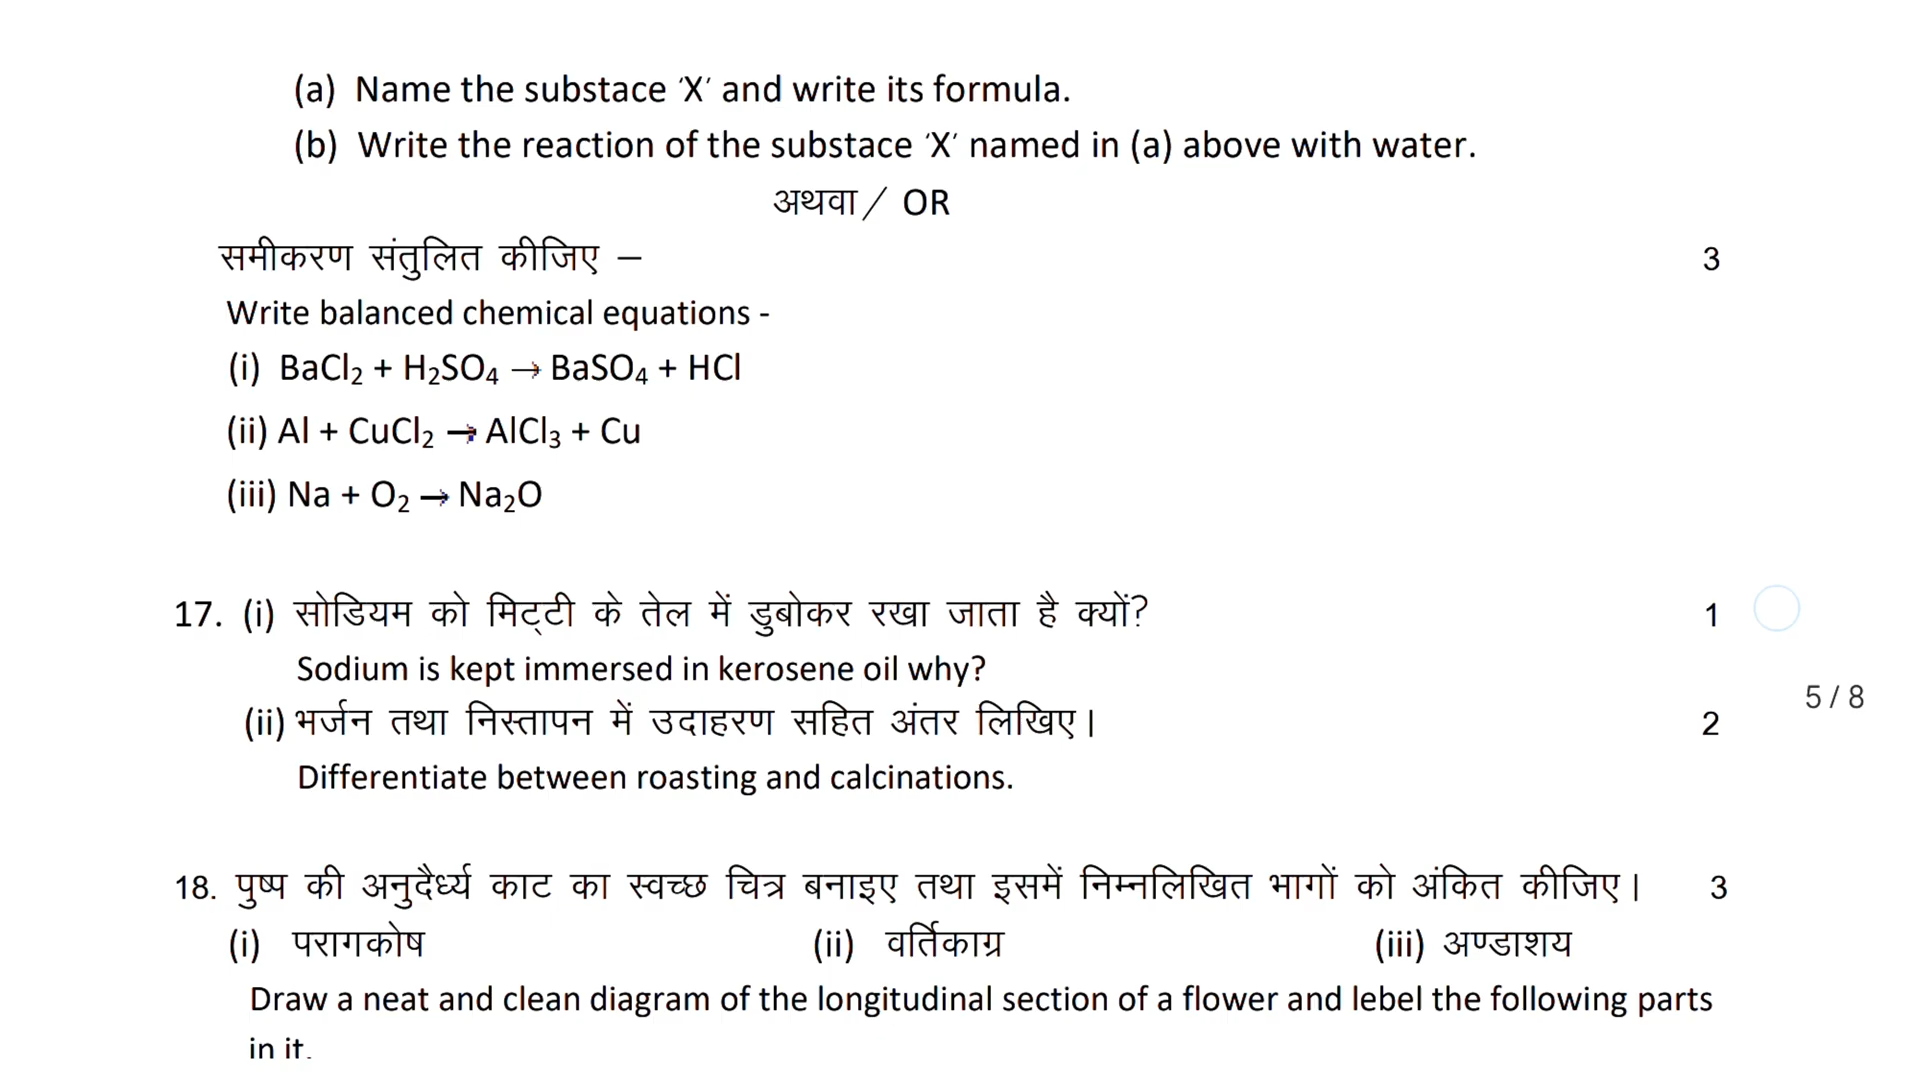 (a) Name the substace ‘X’ and write its formula.
(b) Write the reaction of the substace ‘X’ named in (a) above with water.
अथवा / OR
समीकरण संतुलित कीजिए – 3
Write balanced chemical equations -
(i) BaCl₂ + H₂SO₄ → BaSO₄ + HCl
(ii) Al + CuCl₂ → AlCl₃ + Cu
(iii) Na + O₂ → Na₂O
17. (i) सोडियम को मिट्टी के तेल में डुबोकर रखा जाता है क्यों? 1
Sodium is kept immersed in kerosene oil why?
5 / 8
(ii) भर्जन तथा निस्तापन में उदाहरण सहित अंतर लिखिए। 2
Differentiate between roasting and calcinations.
18. पुष्प की अनुदैर्ध्य काट का स्वच्छ चित्र बनाइए तथा इसमें निम्नलिखित भागों को अंकित कीजिए। 3
(i) परागकोष (ii) वर्तिकाग्र (iii) अण्डाशय
Draw a neat and clean diagram of the longitudinal section of a flower and lebel the following parts
in it.